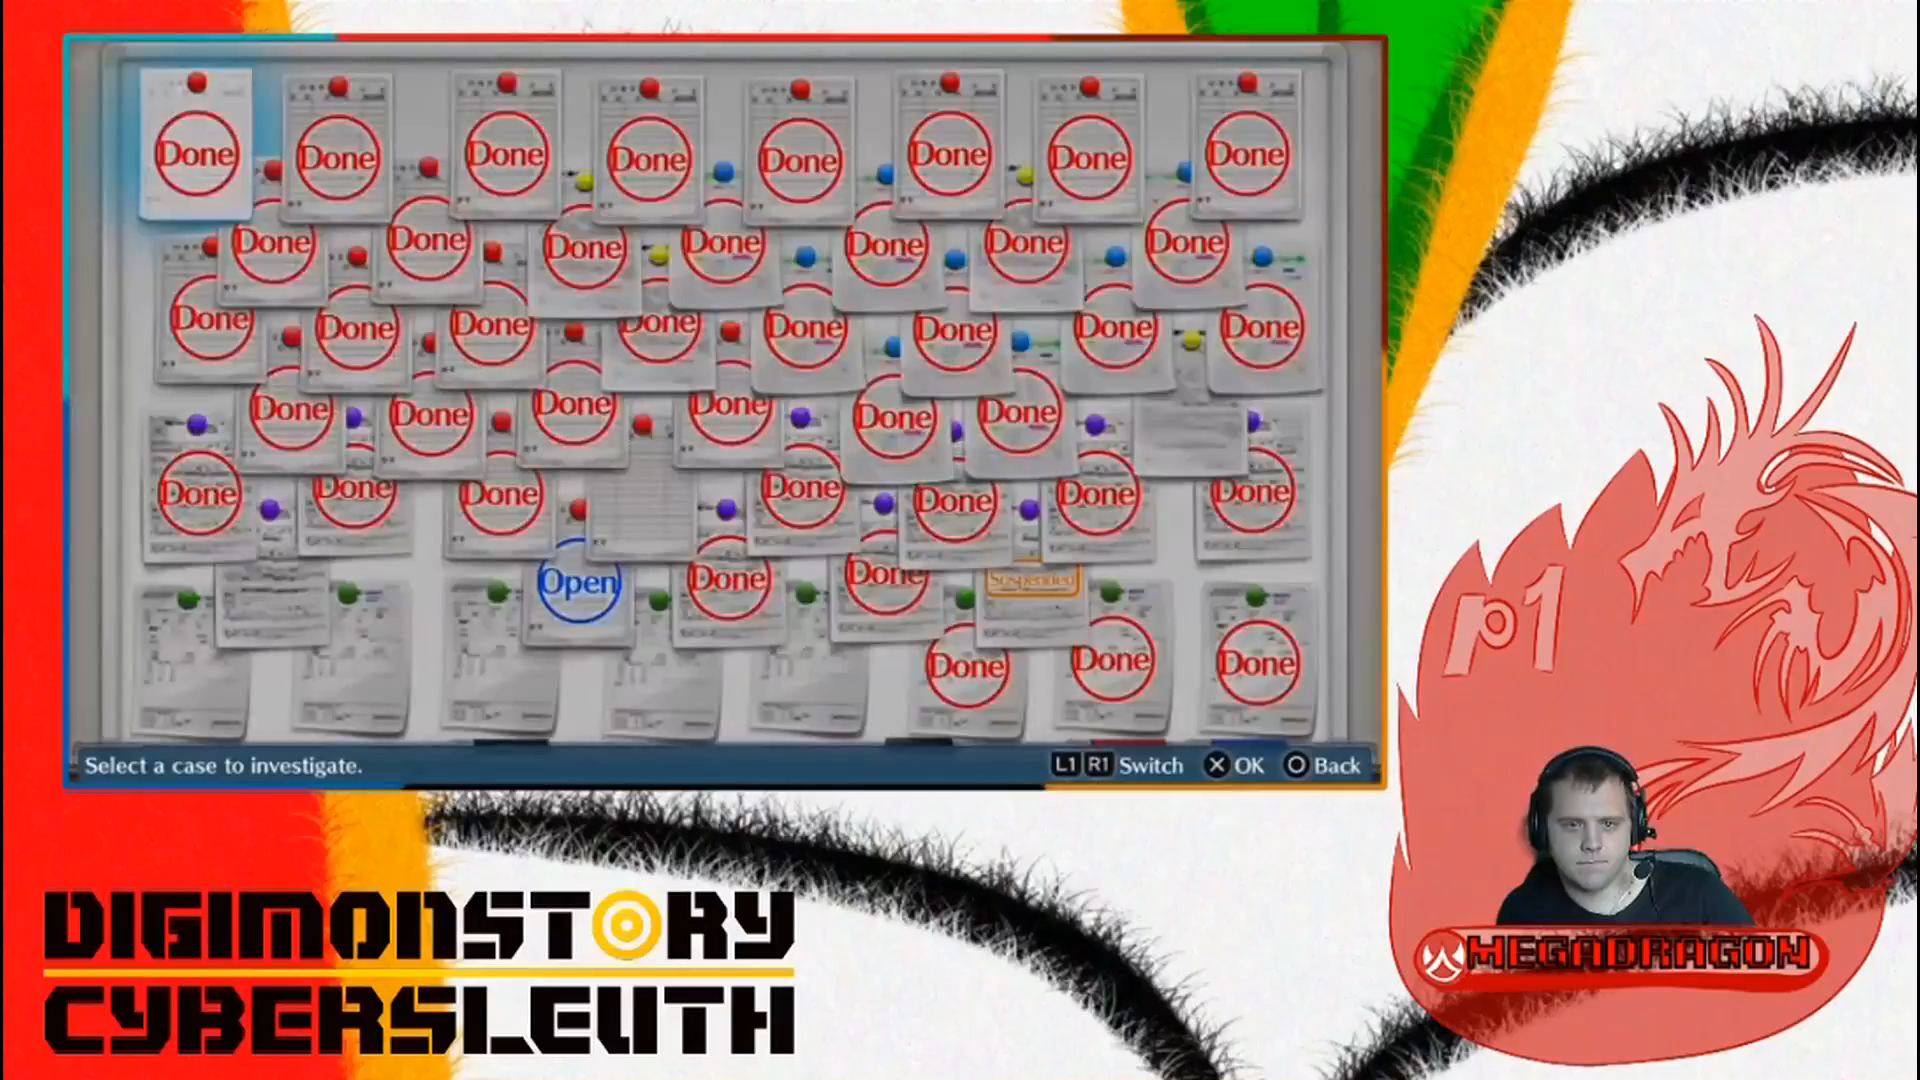 Done Done Done Done Done Done Done Done
Done Done Done Done Done Done Done
Done Done Done Done Done Done Done Done
Done Done Done Done Done Done
Done Done Done Done Done Done Done
Open Done Done Suspended
Done Done Done
Select a case to investigate.
L1 R1 Switch OK Back
p1
DIGIMONSTORY
CYBERSLEUTH
MEGADRAGON